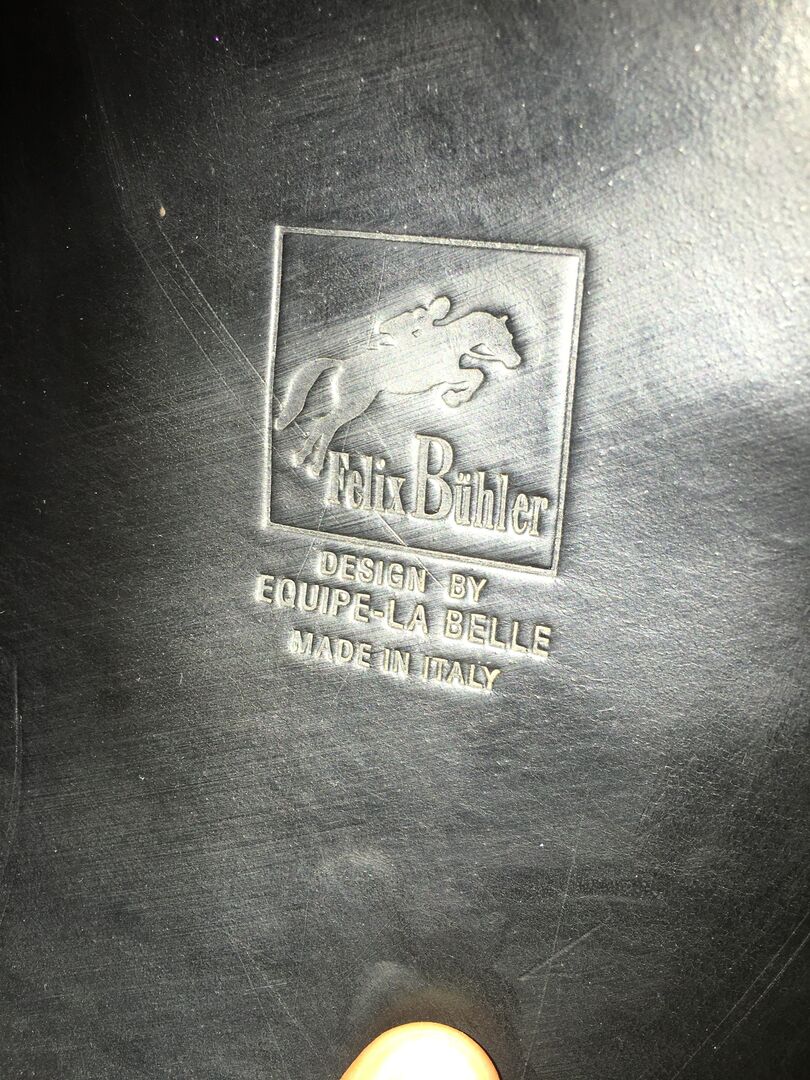 Felix Bühler
DESIGN BY
EQUIPE-LA BELLE
MADE IN ITALY